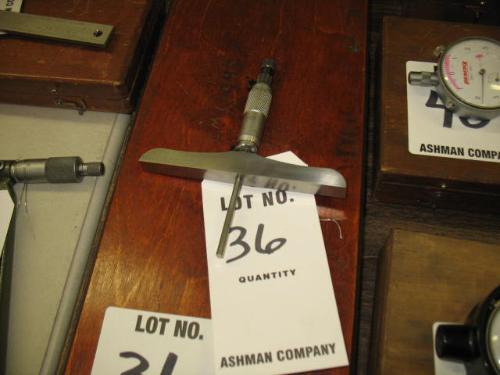 LOT NO.
36
QUANTITY
ASHMAN COMPANY
LOT NO.
ASHMAN COMPANY